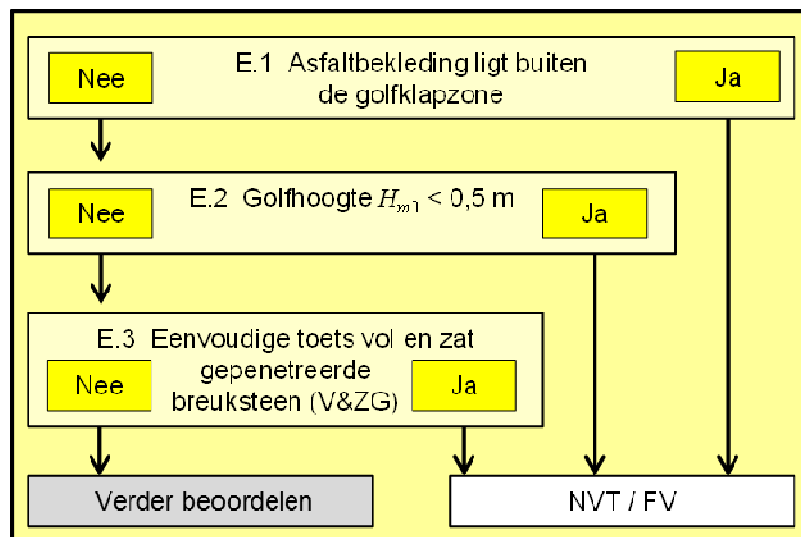 E.1 Asfaltbekleding ligt buiten
de golfklapzone
Nee
Ja
E.2 Golfhoogte Hm1 < 0,5 m
Nee
Ja
E.3 Eenvoudige toets vol en zat
gepenetreerde
breuksteen (V&ZG)
Nee
Ja
Verder beoordelen
NVT / FV